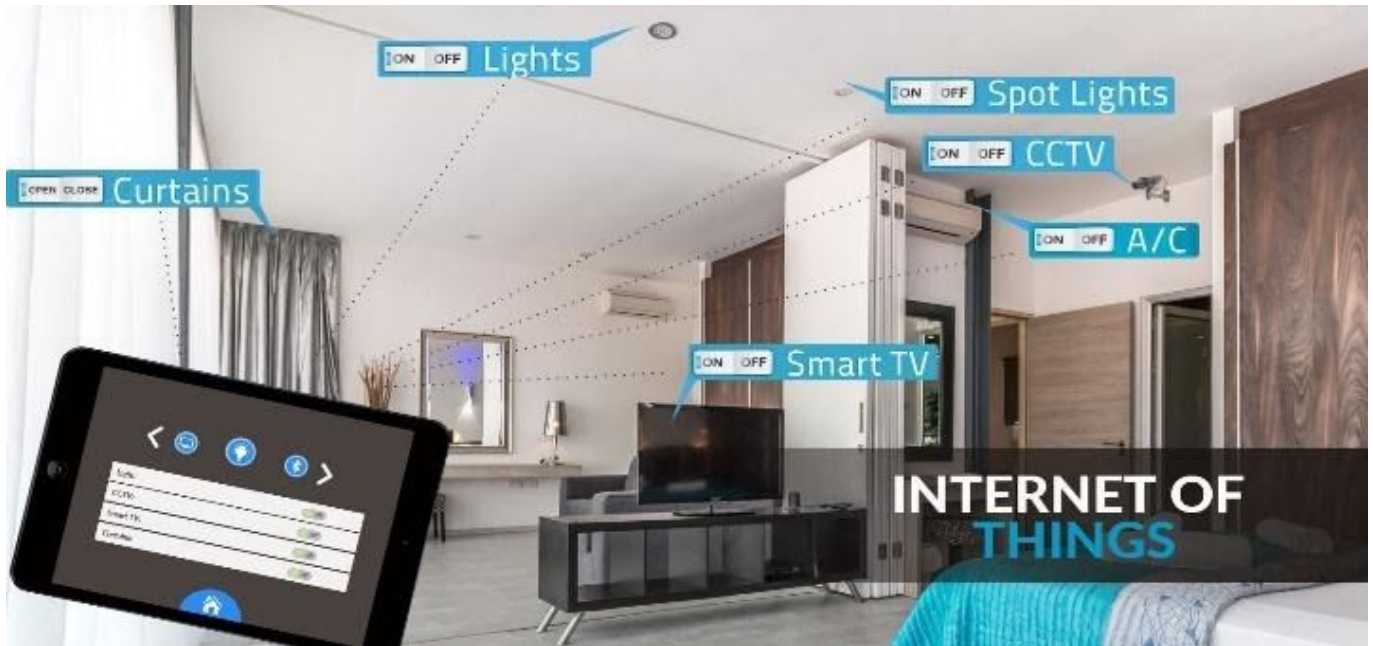 ON OFF Lights
ON OFF Spot Lights
ON OFF CCTV
OPEN CLOSE Curtains
ON OFF A/C
ON OFF Smart TV
CCTV
Smart TV
Curtains
INTERNET OF
THINGS